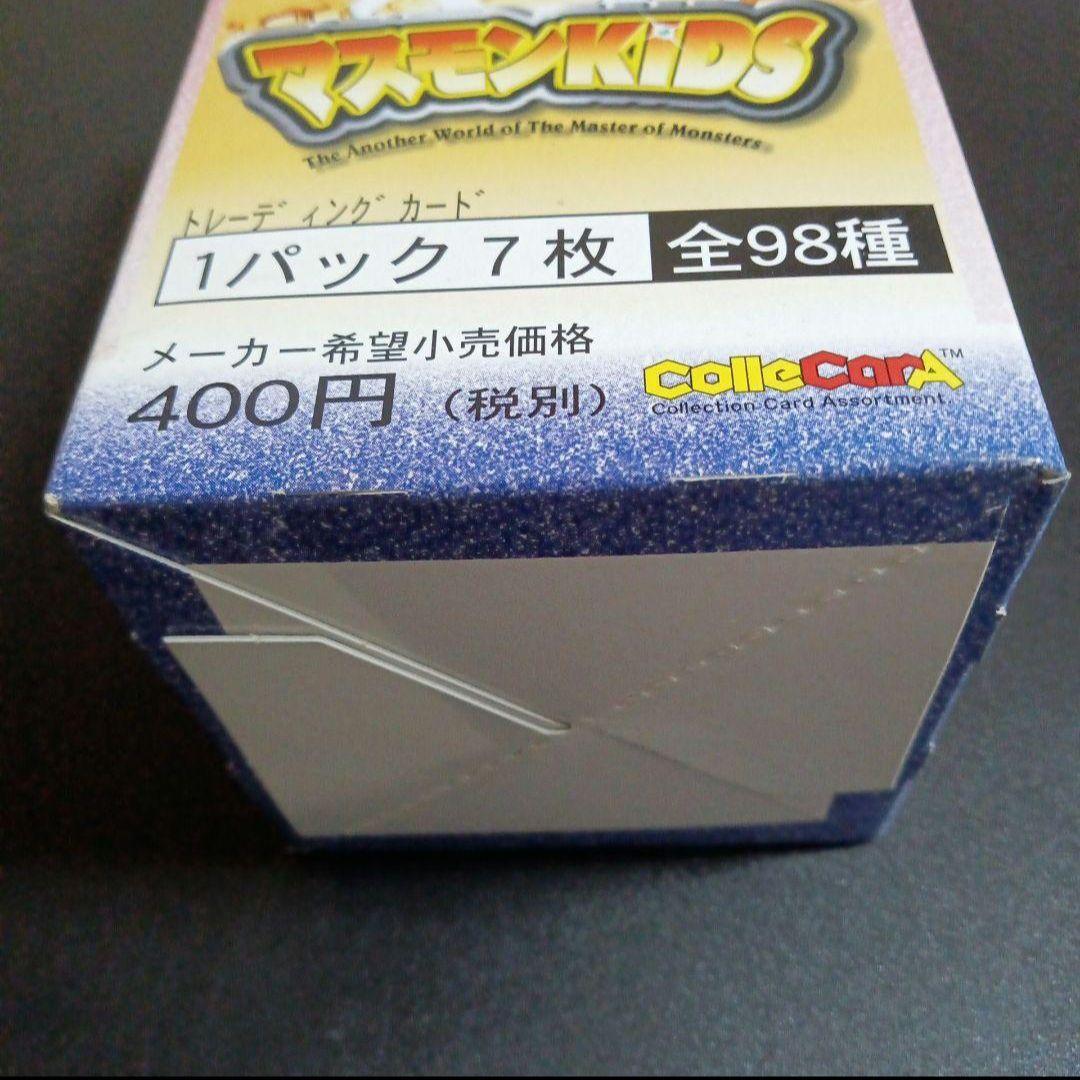 マスモンKiDS
The Another World of The Master of Monsters
トレーディングカード
1パック7枚 全98種
メーカー希望小売価格
400円（税別）
ColleCarA™
Collection Card Assortment